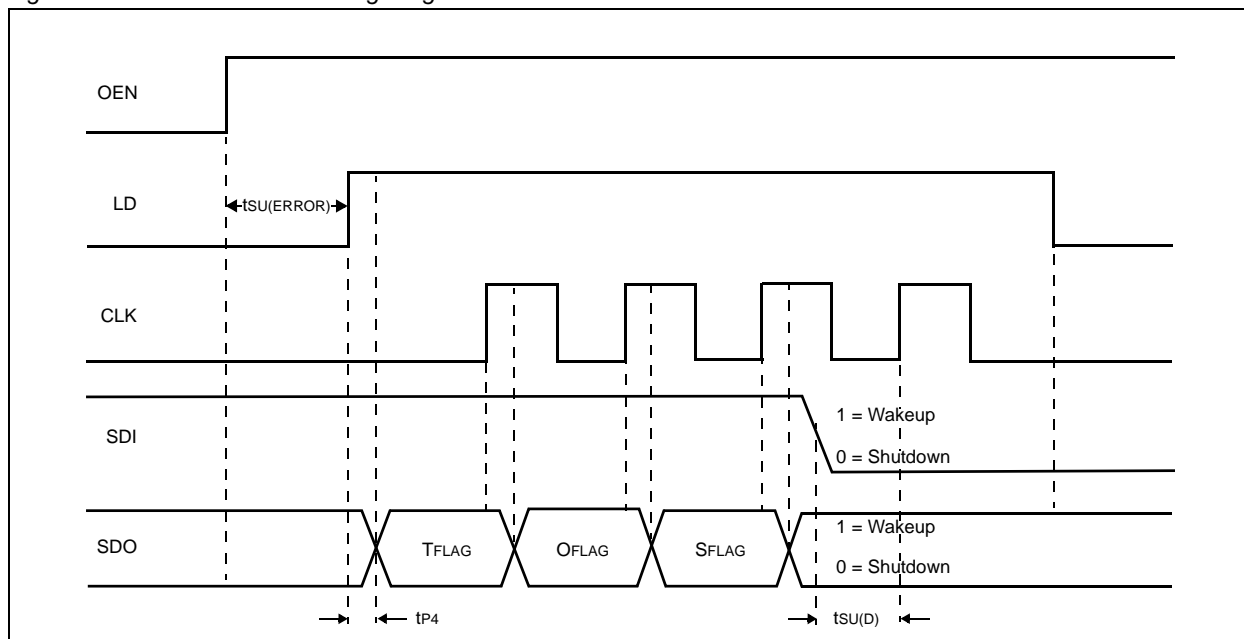 OEN
LD
tSU(ERROR)
CLK
SDI
1 = Wakeup
0 = Shutdown
SDO
TFLAG
OFLAG
SFLAG
1 = Wakeup
0 = Shutdown
tP4
tSU(D)